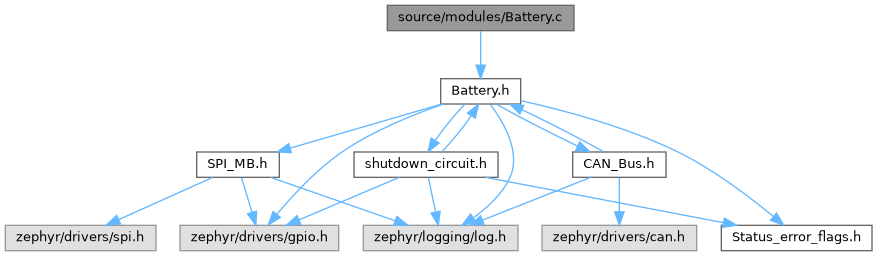 source/modules/Battery.c
Battery.h
SPI_MB.h
shutdown_circuit.h
CAN_Bus.h
zephyr/drivers/spi.h
zephyr/drivers/gpio.h
zephyr/logging/log.h
zephyr/drivers/can.h
Status_error_flags.h